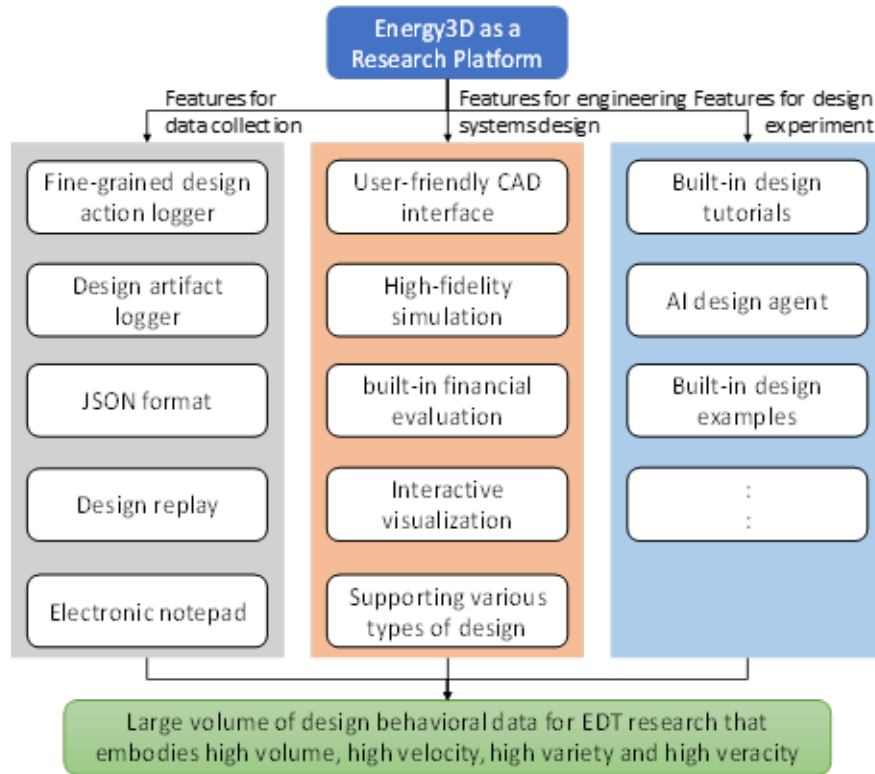 Energy3D as a
Research Platform
Features for
data collection
Features for engineering
systems design
Features for design
experiment
Fine-grained design
action logger
Design artifact
logger
JSON format
Design replay
Electronic notepad
User-friendly CAD
interface
High-fidelity
simulation
built-in financial
evaluation
Interactive
visualization
Supporting various
types of design
Built-in design
tutorials
AI design agent
Built-in design
examples
:
:
Large volume of design behavioral data for EDT research that
embodies high volume, high velocity, high variety and high veracity